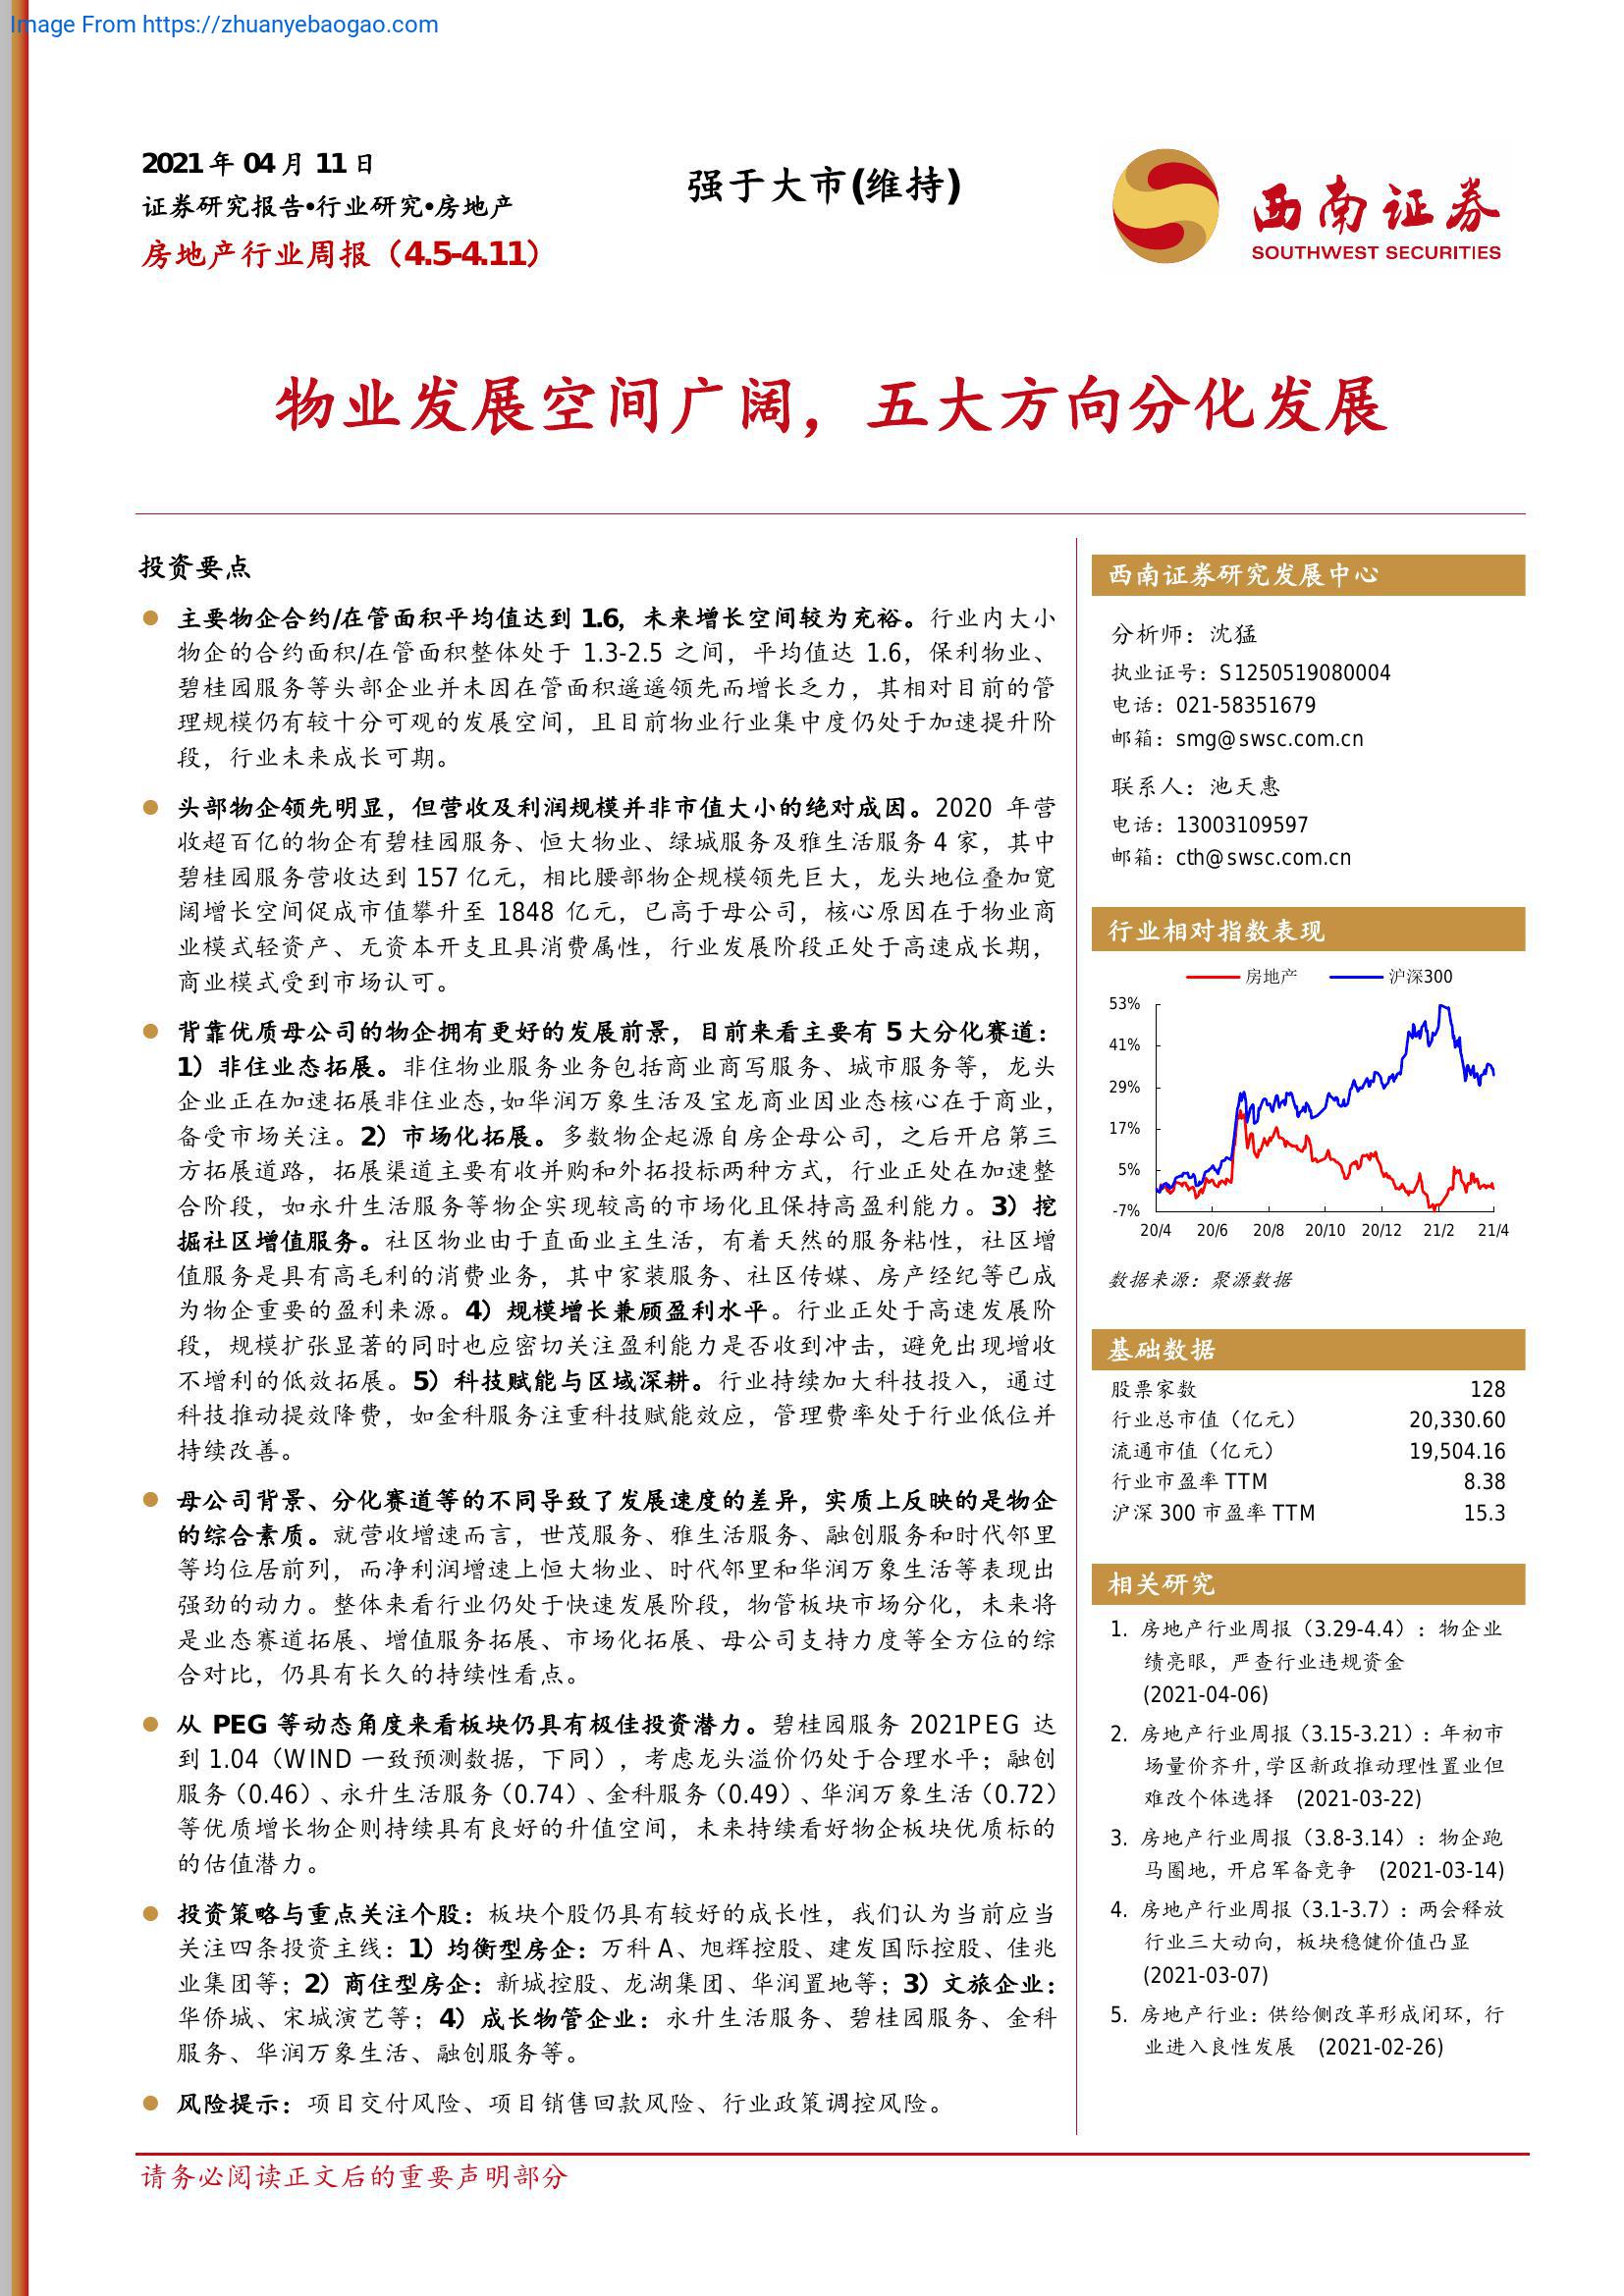 Image From https://zhuanyebaogao.com
2021 年 04 月 11 日
证券研究报告•行业研究•房地产
房地产行业周报（4.5-4.11）
强于大市(维持)
西南证券
SOUTHWEST SECURITIES
物业发展空间广阔，五大方向分化发展
投资要点
主要物企合约/在管面积平均值达到 1.6，未来增长空间较为充裕。行业内大小
物企的合约面积/在管面积整体处于 1.3-2.5 之间，平均值达 1.6，保利物业、
碧桂园服务等头部企业并未因在管面积遥遥领先而增长乏力，其相对目前的管
理规模仍有较十分可观的发展空间，且目前物业行业集中度仍处于加速提升阶
段，行业未来成长可期。
头部物企领先明显，但营收及利润规模并非市值大小的绝对成因。2020 年营
收超百亿的物企有碧桂园服务、恒大物业、绿城服务及雅生活服务 4 家，其中
碧桂园服务营收达到 157 亿元，相比腰部物企规模领先巨大，龙头地位叠加宽
阔增长空间促成市值攀升至 1848 亿元，已高于母公司，核心原因在于物业商
业模式轻资产、无资本开支且具消费属性，行业发展阶段正处于高速成长期，
商业模式受到市场认可。
背靠优质母公司的物企拥有更好的发展前景，目前来看主要有 5 大分化赛道：
1）非住业态拓展。非住物业服务业务包括商业商写服务、城市服务等，龙头
企业正在加速拓展非住业态,如华润万象生活及宝龙商业因业态核心在于商业，
备受市场关注。2）市场化拓展。多数物企起源自房企母公司，之后开启第三
方拓展道路，拓展渠道主要有收并购和外拓投标两种方式，行业正处在加速整
合阶段，如永升生活服务等物企实现较高的市场化且保持高盈利能力。3）挖
掘社区增值服务。社区物业由于直面业主生活，有着天然的服务粘性，社区增
值服务是具有高毛利的消费业务，其中家装服务、社区传媒、房产经纪等已成
为物企重要的盈利来源。4）规模增长兼顾盈利水平。行业正处于高速发展阶
段，规模扩张显著的同时也应密切关注盈利能力是否收到冲击，避免出现增收
不增利的低效拓展。5）科技赋能与区域深耕。行业持续加大科技投入，通过
科技推动提效降费，如金科服务注重科技赋能效应，管理费率处于行业低位并
持续改善。
母公司背景、分化赛道等的不同导致了发展速度的差异，实质上反映的是物企
的综合素质。就营收增速而言，世茂服务、雅生活服务、融创服务和时代邻里
等均位居前列，而净利润增速上恒大物业、时代邻里和华润万象生活等表现出
强劲的动力。整体来看行业仍处于快速发展阶段，物管板块市场分化，未来将
是业态赛道拓展、增值服务拓展、市场化拓展、母公司支持力度等全方位的综
合对比，仍具有长久的持续性看点。
从 PEG 等动态角度来看板块仍具有极佳投资潜力。碧桂园服务 2021PEG 达
到 1.04（WIND 一致预测数据，下同），考虑龙头溢价仍处于合理水平；融创
服务（0.46）、永升生活服务（0.74）、金科服务（0.49）、华润万象生活（0.72）
等优质增长物企则持续具有良好的升值空间，未来持续看好物企板块优质标的
的估值潜力。
投资策略与重点关注个股：板块个股仍具有较好的成长性，我们认为当前应当
关注四条投资主线：1）均衡型房企：万科 A、旭辉控股、建发国际控股、佳兆
业集团等；2）商住型房企：新城控股、龙湖集团、华润置地等；3）文旅企业：
华侨城、宋城演艺等；4）成长物管企业：永升生活服务、碧桂园服务、金科
服务、华润万象生活、融创服务等。
风险提示：项目交付风险、项目销售回款风险、行业政策调控风险。
西南证券研究发展中心
分析师：沈猛
执业证号：S1250519080004
电话：021-58351679
邮箱：smg@swsc.com.cn
联系人：池天惠
电话：13003109597
邮箱：cth@swsc.com.cn
行业相对指数表现
房地产 沪深300
53%
41%
29%
17%
5%
-7%
20/4 20/6 20/8 20/10 20/12 21/2 21/4
数据来源：聚源数据
基础数据
股票家数 128
行业总市值（亿元） 20,330.60
流通市值（亿元） 19,504.16
行业市盈率 TTM 8.38
沪深 300 市盈率 TTM 15.3
相关研究
1. 房地产行业周报（3.29-4.4）：物企业
绩亮眼，严查行业违规资金
(2021-04-06)
2. 房地产行业周报（3.15-3.21）：年初市
场量价齐升,学区新政推动理性置业但
难改个体选择 (2021-03-22)
3. 房地产行业周报（3.8-3.14）：物企跑
马圈地，开启军备竞争 (2021-03-14)
4. 房地产行业周报（3.1-3.7）：两会释放
行业三大动向，板块稳健价值凸显
(2021-03-07)
5. 房地产行业：供给侧改革形成闭环，行
业进入良性发展 (2021-02-26)
请务必阅读正文后的重要声明部分